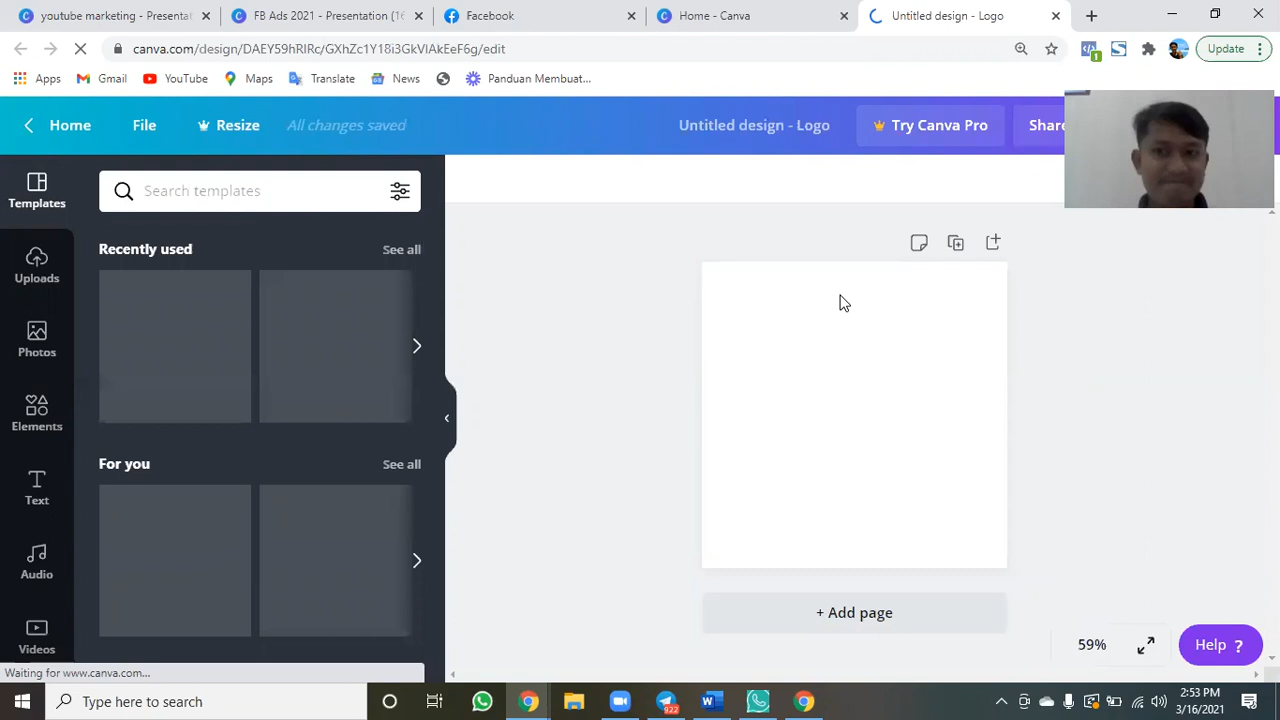 youtube marketing - Presenta
FB Ads 2021 - Presentation (16
Facebook
Home - Canva
Untitled design - Logo
canva.com/design/DAEY59hRIRc/GXhZc1Y18i3GkVIAkEeF6g/edit
1
Update
Apps
Gmail
YouTube
Maps
Translate
News
Panduan Membuat...
Home
File
Resize
All changes saved
Untitled design - Logo
Try Canva Pro
Share
Templates
Search templates
Uploads
Recently used
See all
Photos
Elements
For you
See all
Text
Audio
Videos
+ Add page
59%
Help ?
Waiting for www.canva.com...
Type here to search
922
2:53 PM
3/16/2021